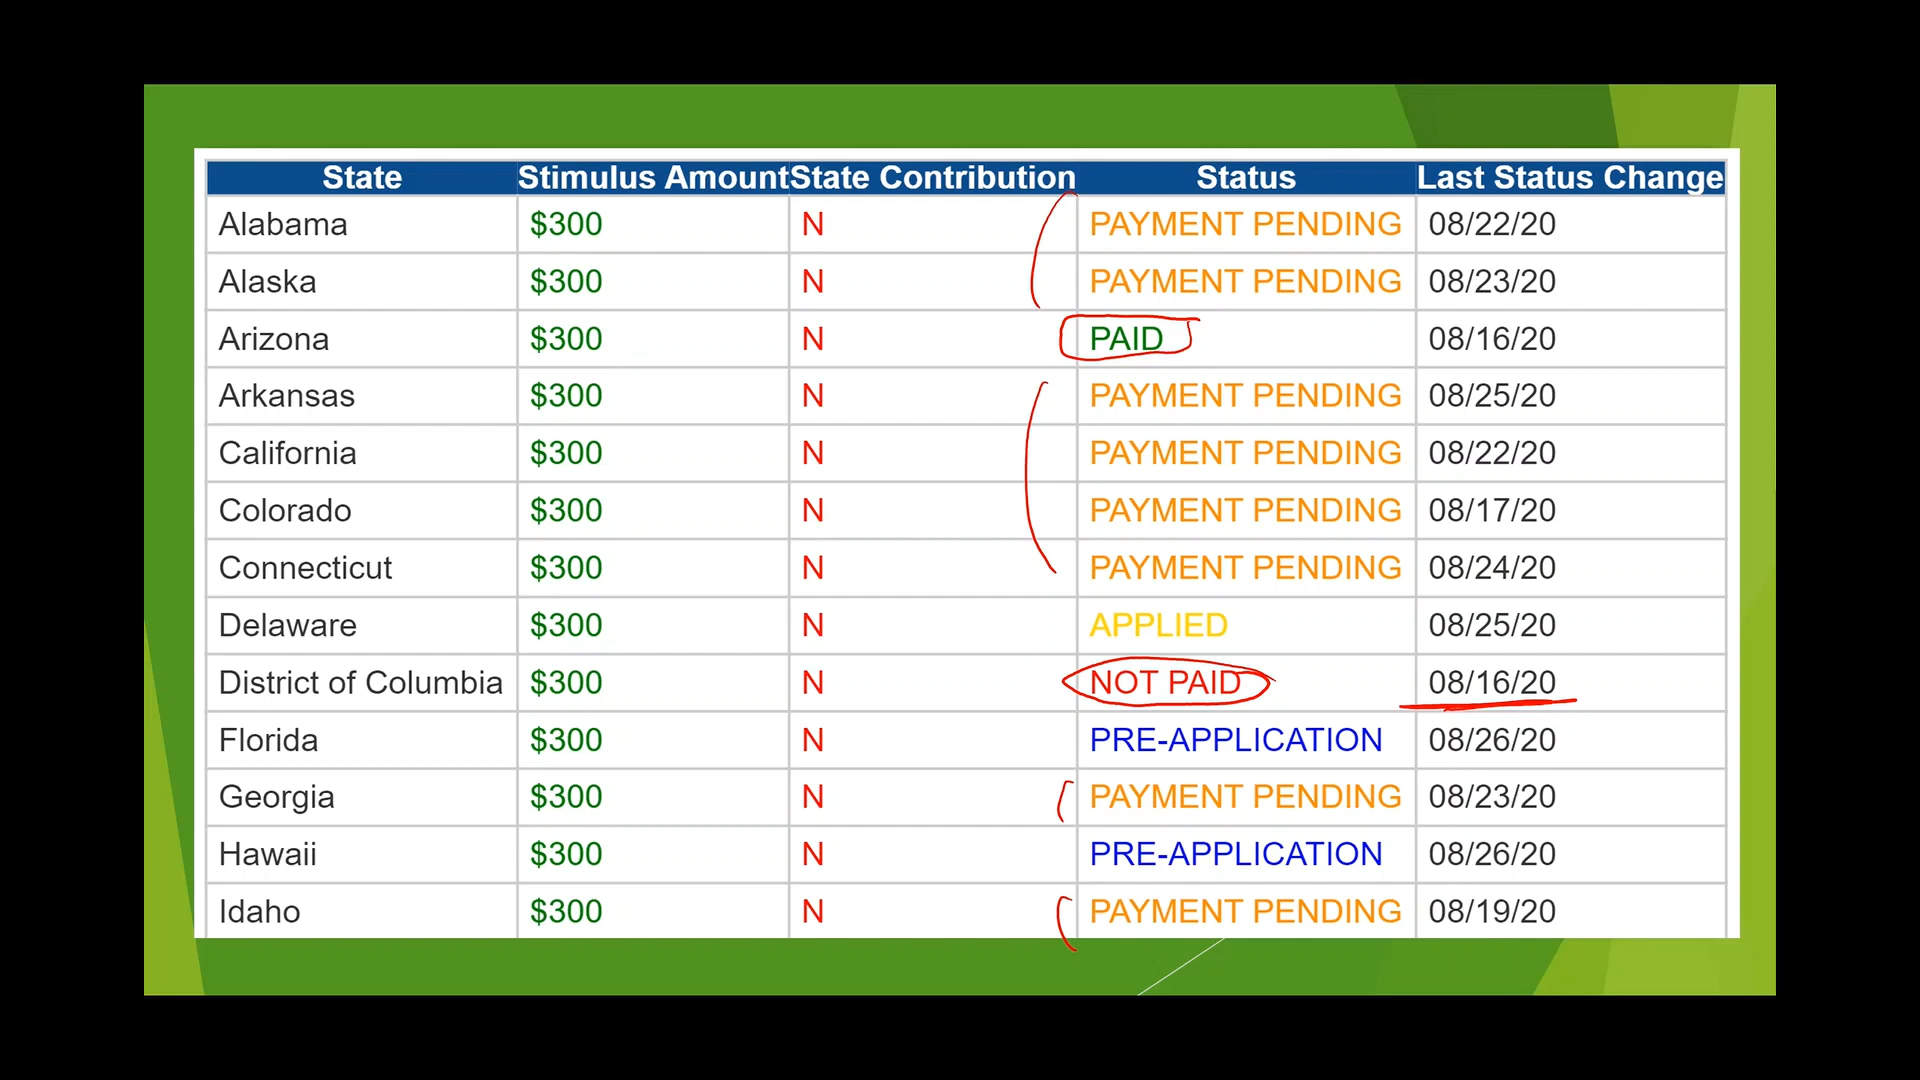 State Stimulus Amount State Contribution Status Last Status Change
Alabama $300 N PAYMENT PENDING 08/22/20
Alaska $300 N PAYMENT PENDING 08/23/20
Arizona $300 N PAID 08/16/20
Arkansas $300 N PAYMENT PENDING 08/25/20
California $300 N PAYMENT PENDING 08/22/20
Colorado $300 N PAYMENT PENDING 08/17/20
Connecticut $300 N PAYMENT PENDING 08/24/20
Delaware $300 N APPLIED 08/25/20
District of Columbia $300 N NOT PAID 08/16/20
Florida $300 N PRE-APPLICATION 08/26/20
Georgia $300 N PAYMENT PENDING 08/23/20
Hawaii $300 N PRE-APPLICATION 08/26/20
Idaho $300 N PAYMENT PENDING 08/19/20